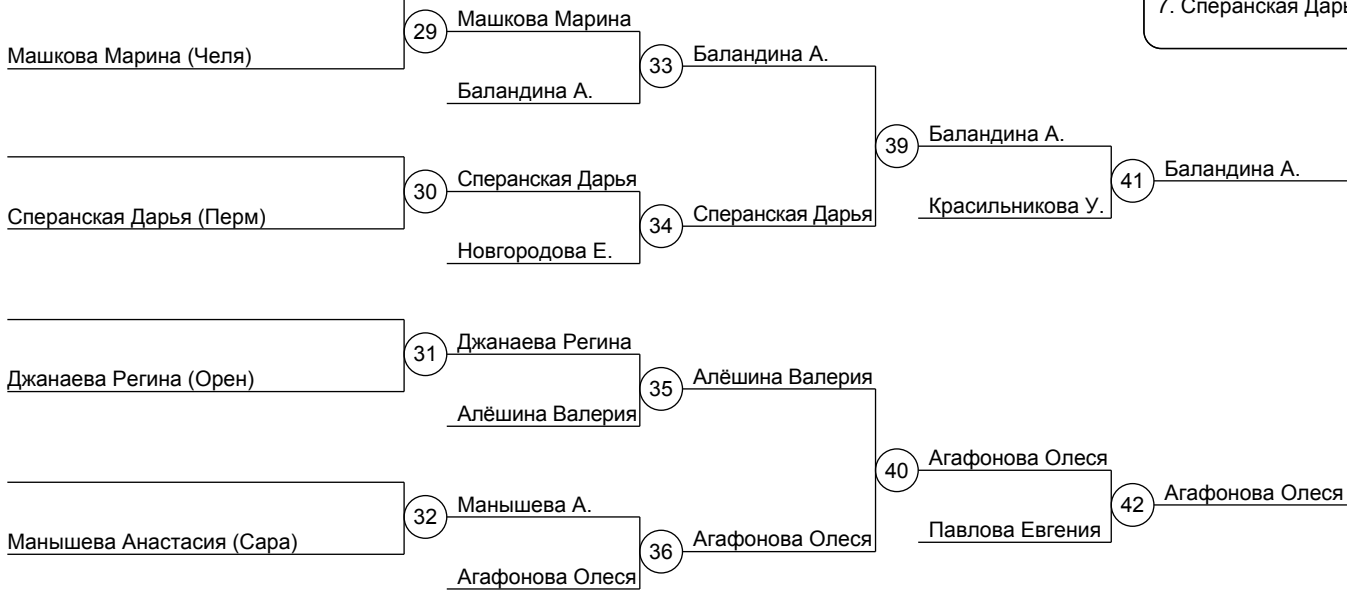 7. Сперанская Дарь
29
Машкова Марина
Машкова Марина (Челя)
33
Баландина А.
Баландина А.
39
Баландина А.
30
Сперанская Дарья
41
Баландина А.
Сперанская Дарья (Перм)
34
Сперанская Дарья
Красильникова У.
Новгородова Е.
31
Джанаева Регина
Джанаева Регина (Орен)
35
Алёшина Валерия
Алёшина Валерия
40
Агафонова Олеся
32
Манышева А.
42
Агафонова Олеся
Манышева Анастасия (Сара)
36
Агафонова Олеся
Павлова Евгения
Агафонова Олеся